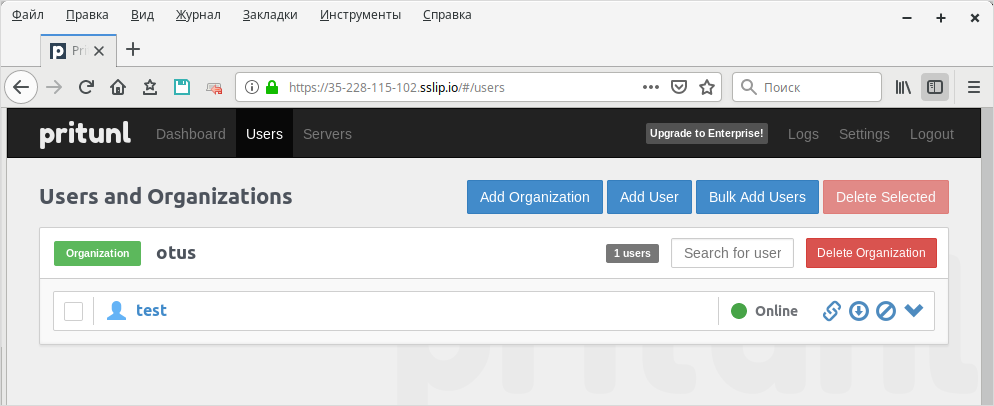 Файл Правка Вид Журнал Закладки Инструменты Справка
Pri
https://35-228-115-102.sslip.io/#/users
Поиск
pritunl Dashboard Users Servers Upgrade to Enterprise! Logs Settings Logout
Users and Organizations Add Organization Add User Bulk Add Users Delete Selected
Organization otus 1 users Search for user Delete Organization
test Online
pritunl